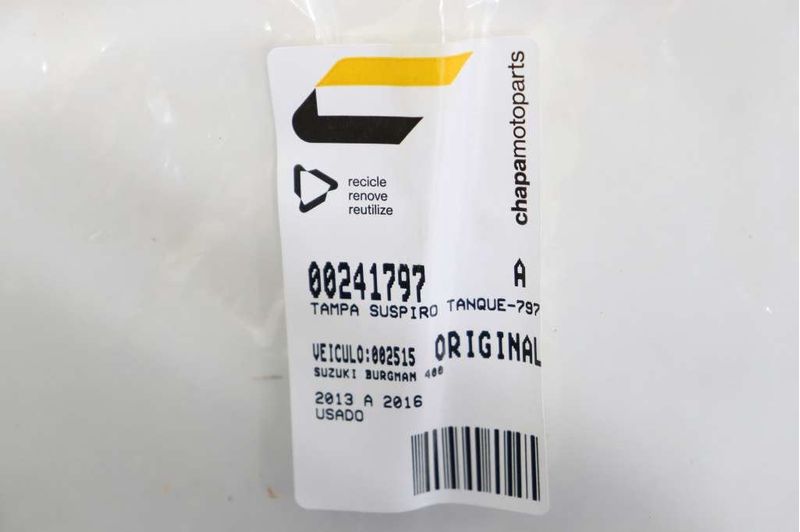 chapamotoparts
recicle
renove
reutilize
00241797 A
TAMPA SUSPIRO TANQUE-797
VEICULO:002515 ORIGINAL
SUZUKI BURGMAN 400
2013 A 2016
USADO